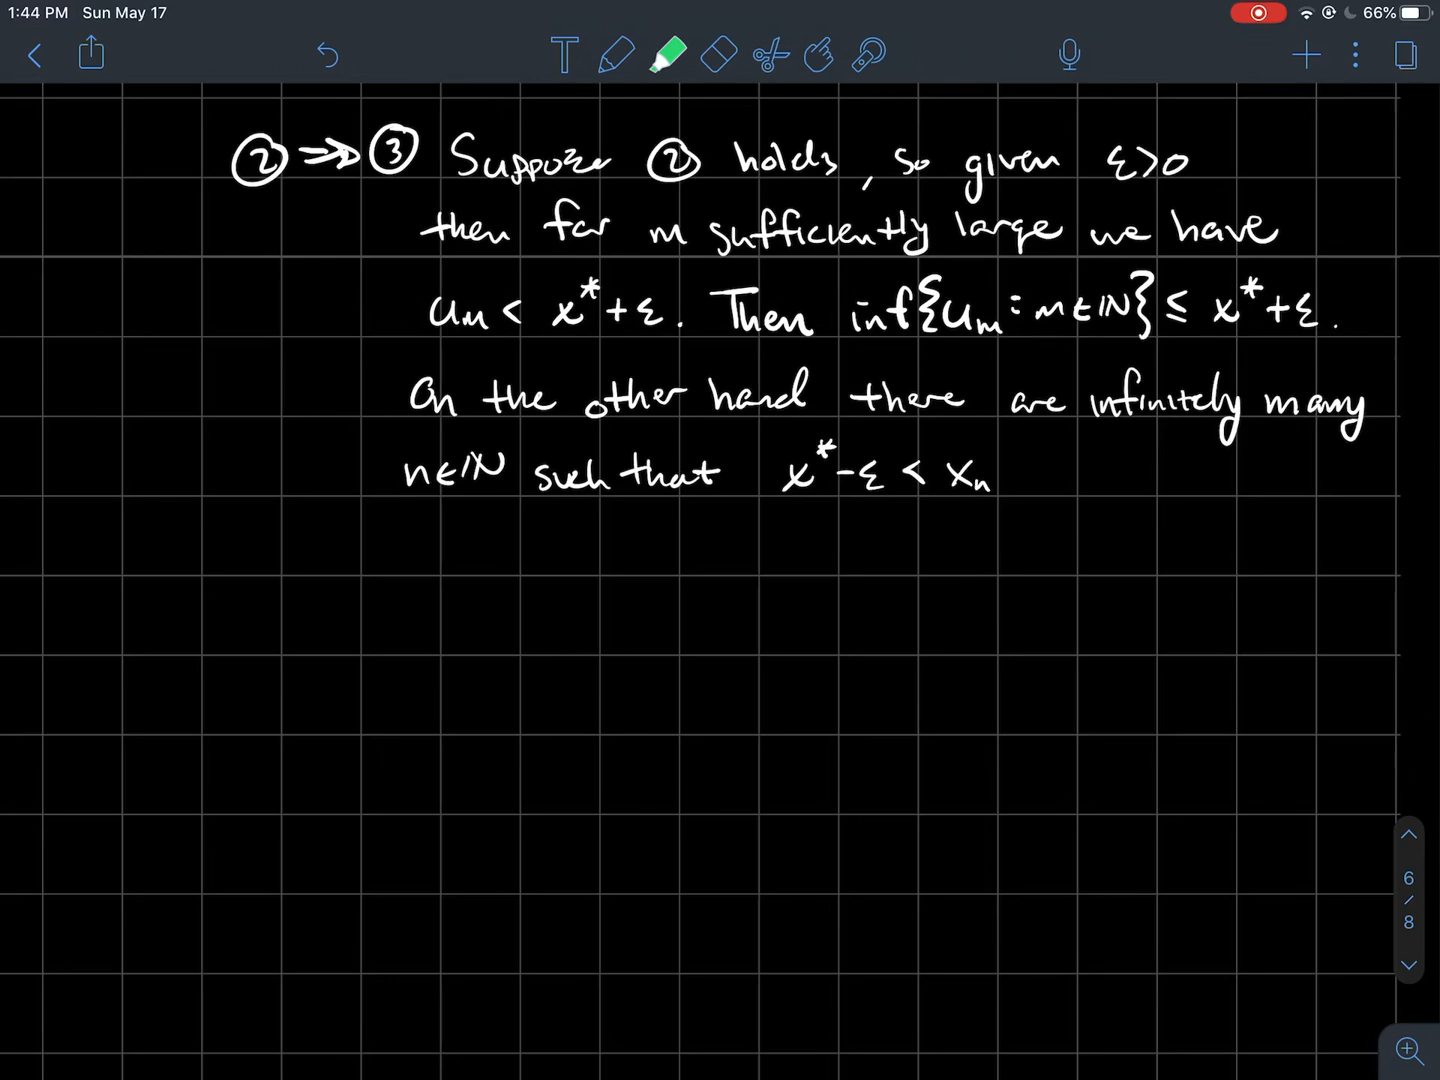 1:44 PM Sun May 17
66%
② ⇒ ③ Suppose ② holds, so given ε>0
then for m sufficiently large we have
uₘ < x* + ε. Then inf{uₘ : m ∈ ℕ} ≤ x* + ε.
On the other hand there are infinitely many
n ∈ ℕ such that x* - ε < xₙ
6
/
8